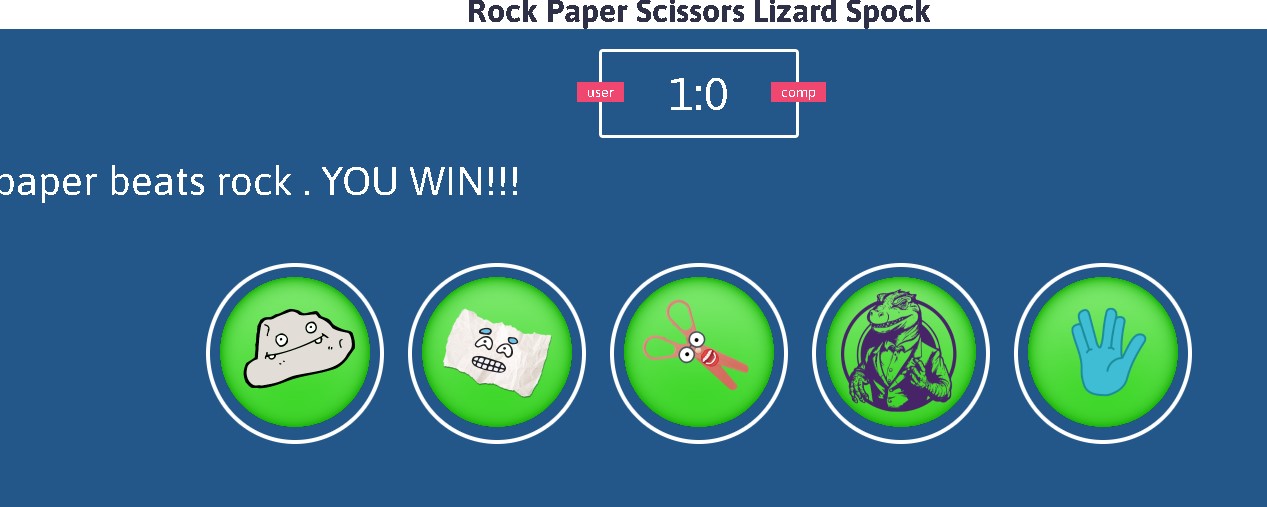 Rock Paper Scissors Lizard Spock
user 1:0 comp
paper beats rock . YOU WIN!!!